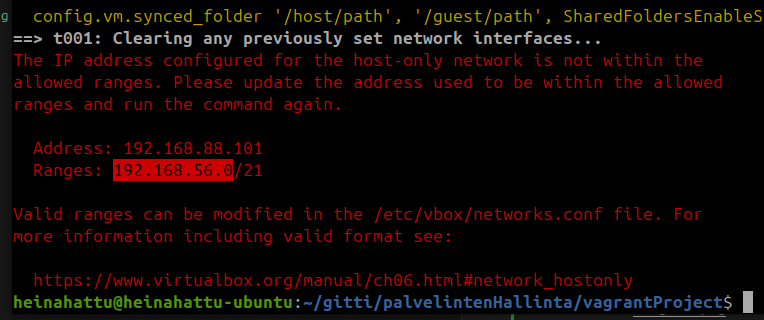 g
config.vm.synced_folder '/host/path', '/guest/path', SharedFoldersEnableS
==> t001: Clearing any previously set network interfaces...
The IP address configured for the host-only network is not within the
allowed ranges. Please update the address used to be within the allowed
ranges and run the command again.
Address: 192.168.88.101
Ranges: 192.168.56.0/21
Valid ranges can be modified in the /etc/vbox/networks.conf file. For
more information including valid format see:
https://www.virtualbox.org/manual/ch06.html#network_hostonly
heinahattu@heinahattu-ubuntu:~/gitti/palvelintenHallinta/vagrantProject$